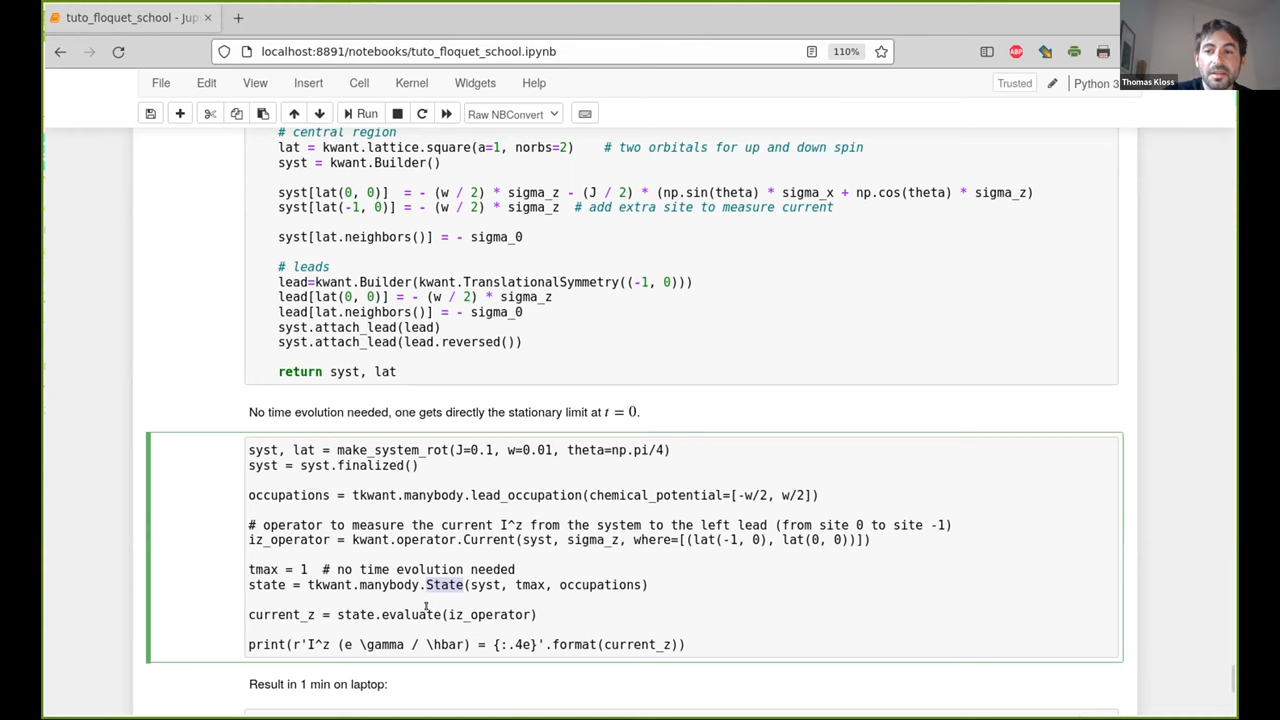 tuto_floquet_school - Jup
localhost:8891/notebooks/tuto_floquet_school.ipynb
110%
ABP
Thomas Kloss
File Edit View Insert Cell Kernel Widgets Help
Trusted
Python 3
Run
Raw NBConvert
# central region
lat = kwant.lattice.square(a=1, norbs=2)    # two orbitals for up and down spin
syst = kwant.Builder()
syst[lat(0, 0)]  = - (w / 2) * sigma_z - (J / 2) * (np.sin(theta) * sigma_x + np.cos(theta) * sigma_z)
syst[lat(-1, 0)] = - (w / 2) * sigma_z  # add extra site to measure current
syst[lat.neighbors()] = - sigma_0
# leads
lead=kwant.Builder(kwant.TranslationalSymmetry((-1, 0)))
lead[lat(0, 0)] = - (w / 2) * sigma_z
lead[lat.neighbors()] = - sigma_0
syst.attach_lead(lead)
syst.attach_lead(lead.reversed())
return syst, lat
No time evolution needed, one gets directly the stationary limit at t = 0.
syst, lat = make_system_rot(J=0.1, w=0.01, theta=np.pi/4)
syst = syst.finalized()
occupations = tkwant.manybody.lead_occupation(chemical_potential=[-w/2, w/2])
# operator to measure the current I^z from the system to the left lead (from site 0 to site -1)
iz_operator = kwant.operator.Current(syst, sigma_z, where=[(lat(-1, 0), lat(0, 0))])
tmax = 1  # no time evolution needed
state = tkwant.manybody.State(syst, tmax, occupations)
current_z = state.evaluate(iz_operator)
print(r'I^z (e \gamma / \hbar) = {:.4e}'.format(current_z))
Result in 1 min on laptop: